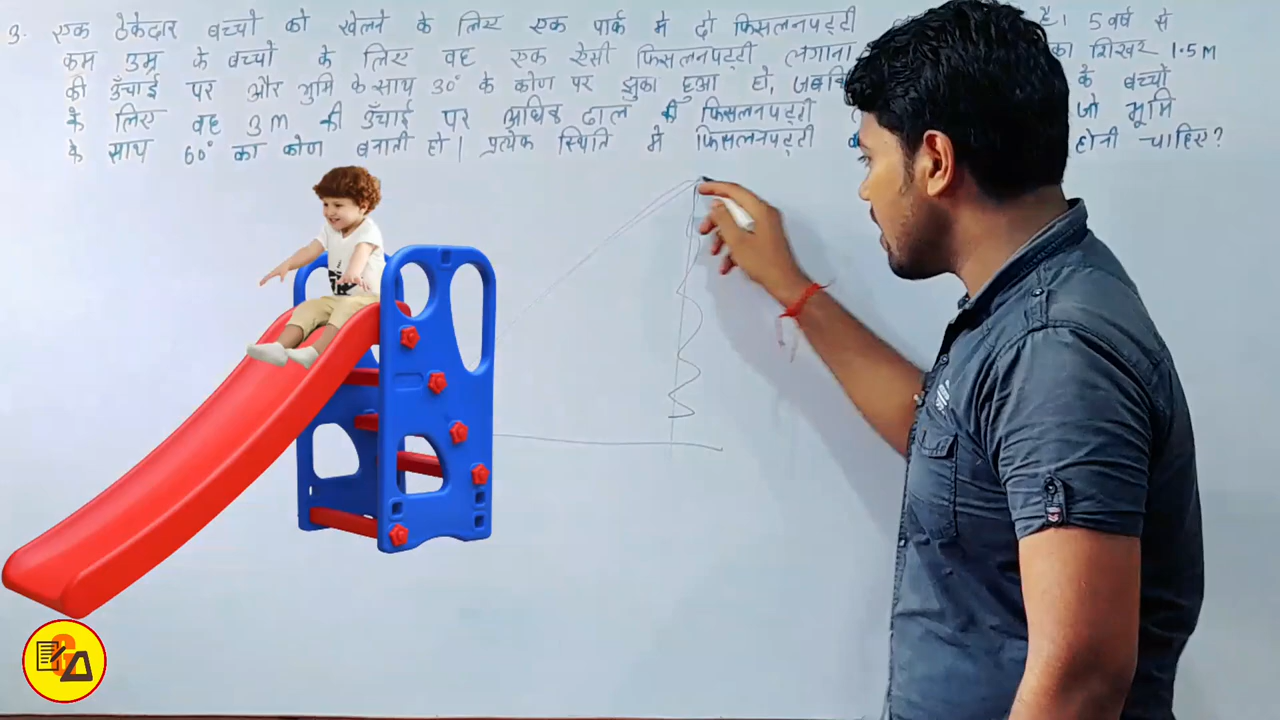 3. एक ठेकेदार बच्चो को खेलने के लिए एक पार्क मे दो फिसलनपट्टी है। 5 वर्ष से
कम उम्र के बच्चो के लिए वह एक ऐसी फिसलनपट्टी लगाना का शिखर 1.5 M
की ऊँचाई पर और भुमि के साथ 30° के कोण पर झुका हुआ हो, जबकि के बच्चो
के लिए वह 3M की ऊँचाई पर अधिक ढाल की फिसलनपट्टी जो भूमि
के साथ 60° का कोण बनाती हो। प्रत्येक स्थिति मे फिसलनपट्टी होनी चाहिए?